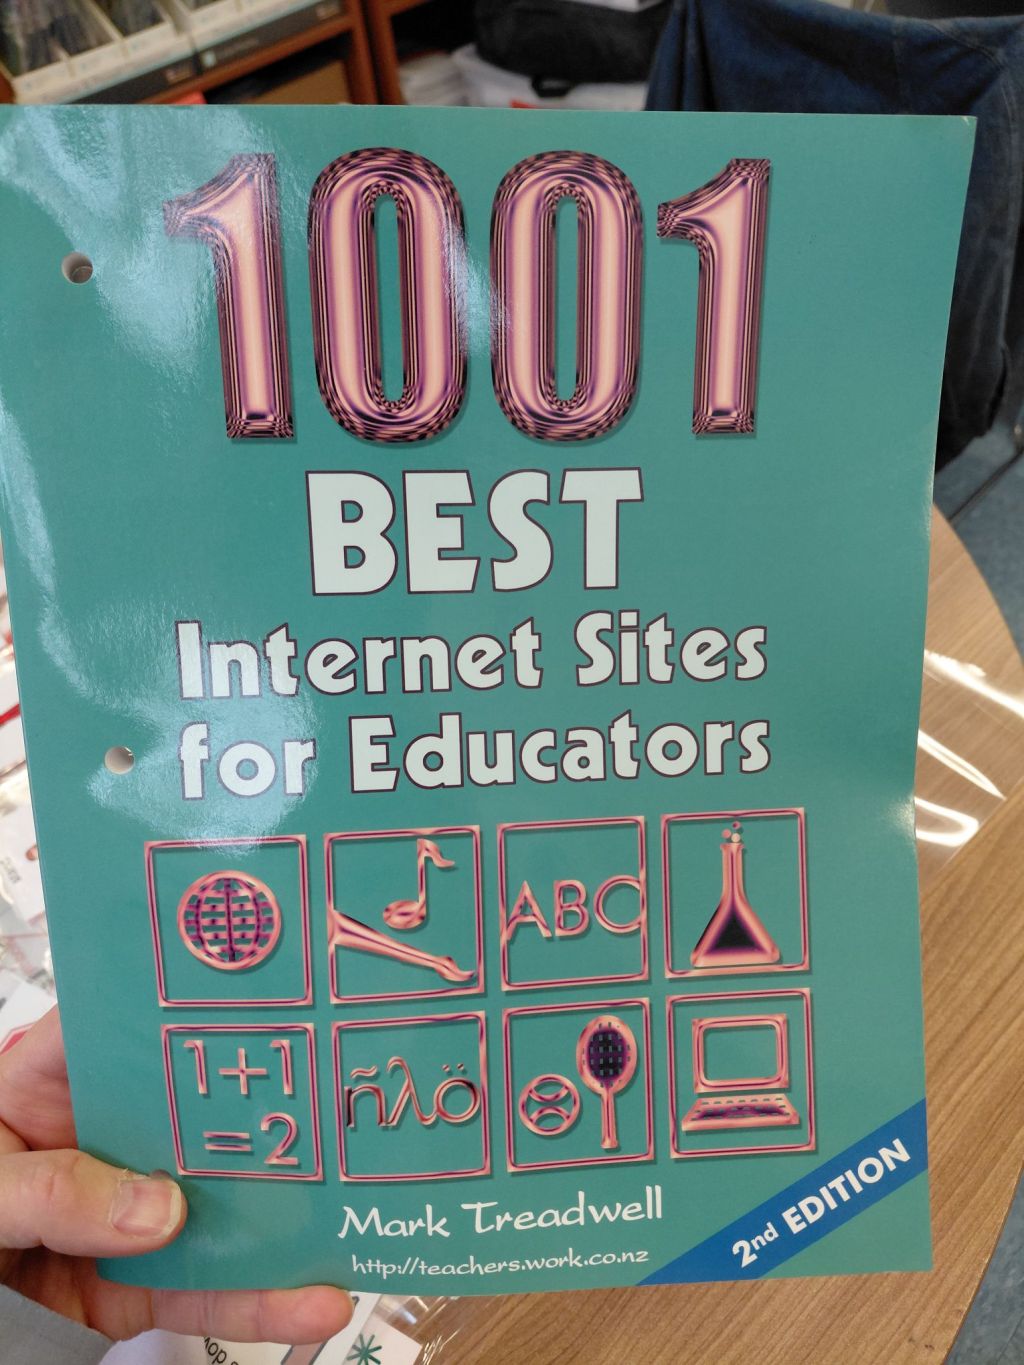 1001
BEST
Internet Sites
for Educators
ABC
1+1
=2
ñλö
Mark Treadwell
http://teachers.work.co.nz
2nd EDITION